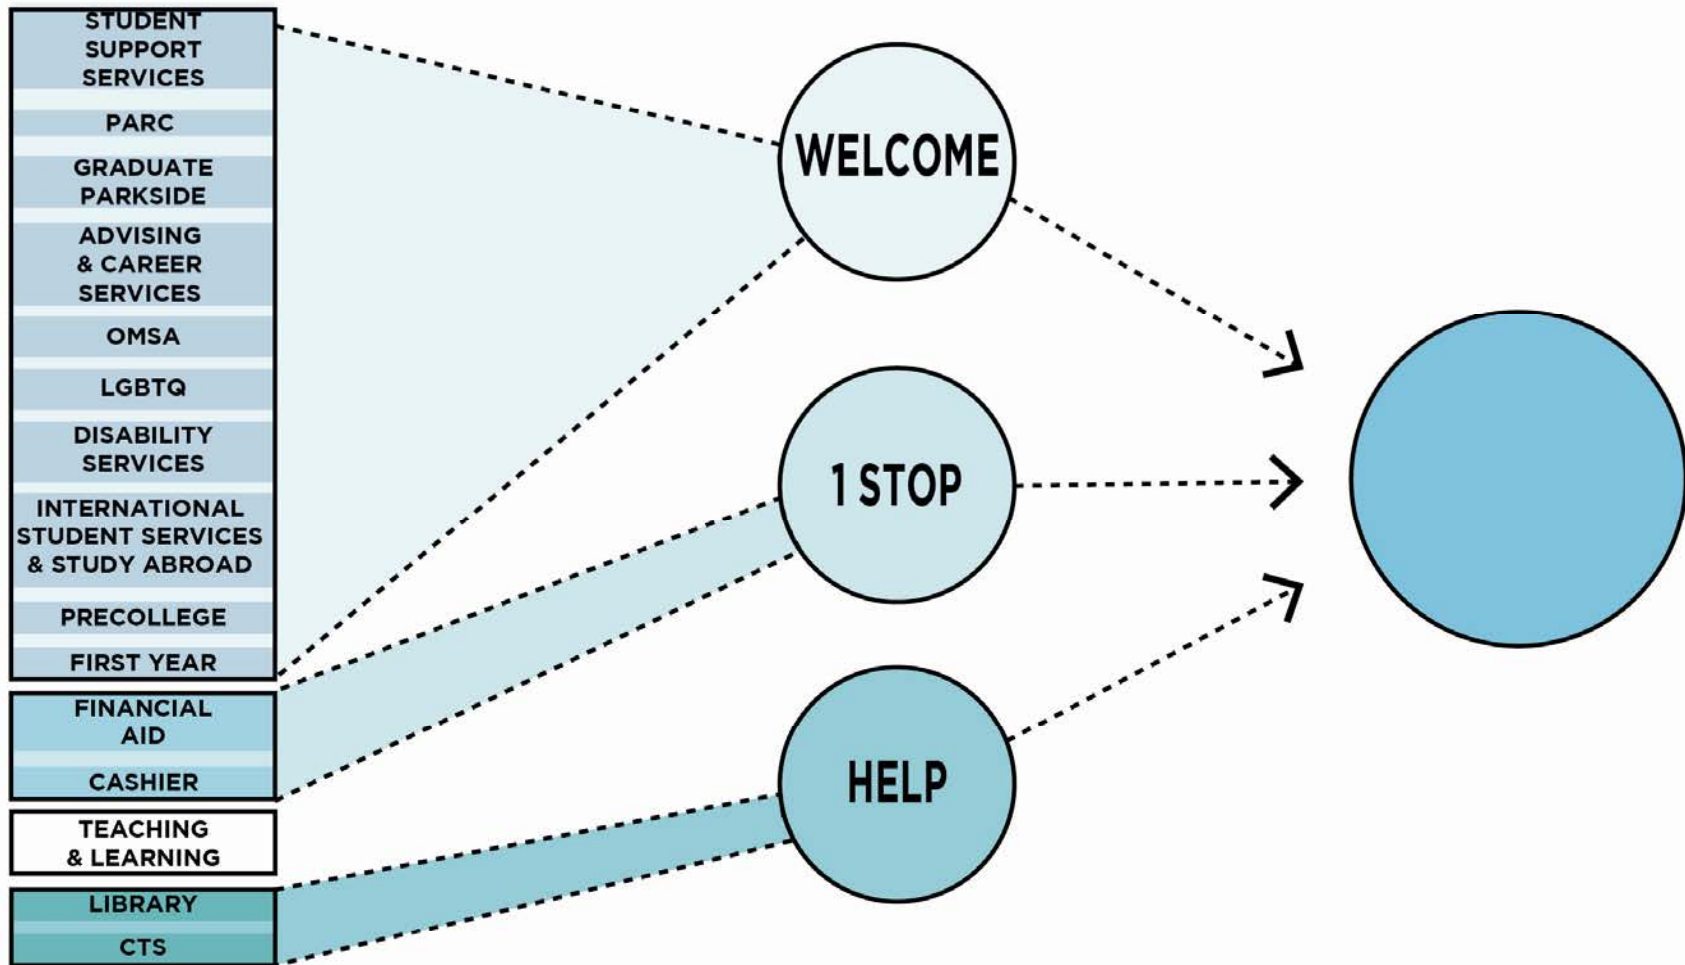 STUDENT
SUPPORT
SERVICES
PARC
GRADUATE
PARKSIDE
ADVISING
& CAREER
SERVICES
OMSA
LGBTQ
DISABILITY
SERVICES
INTERNATIONAL
STUDENT SERVICES
& STUDY ABROAD
PRECOLLEGE
FIRST YEAR
FINANCIAL
AID
CASHIER
TEACHING
& LEARNING
LIBRARY
CTS
WELCOME
1 STOP
HELP